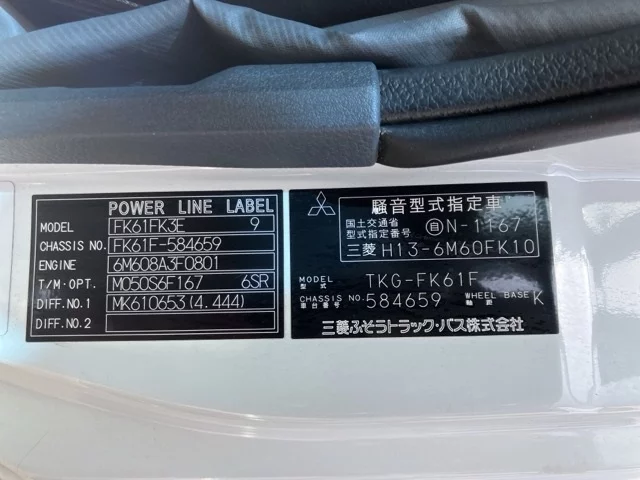 POWER LINE LABEL
MODEL FK61FK3E 9
CHASSIS NO. FK61F-584659
ENGINE 6M608A3F0801
T/M・OPT. M050S6F167 6SR
DIFF.NO.1 MK610653(4.444)
DIFF.NO.2
騒音型式指定車
国土交通省
型式指定番号 自N-1167
三菱 H13-6M60FK10
MODEL
型式 TKG-FK61F
CHASSIS NO.
車台番号 584659 WHEEL BASE
軸距 K
三菱ふそうトラック・バス株式会社